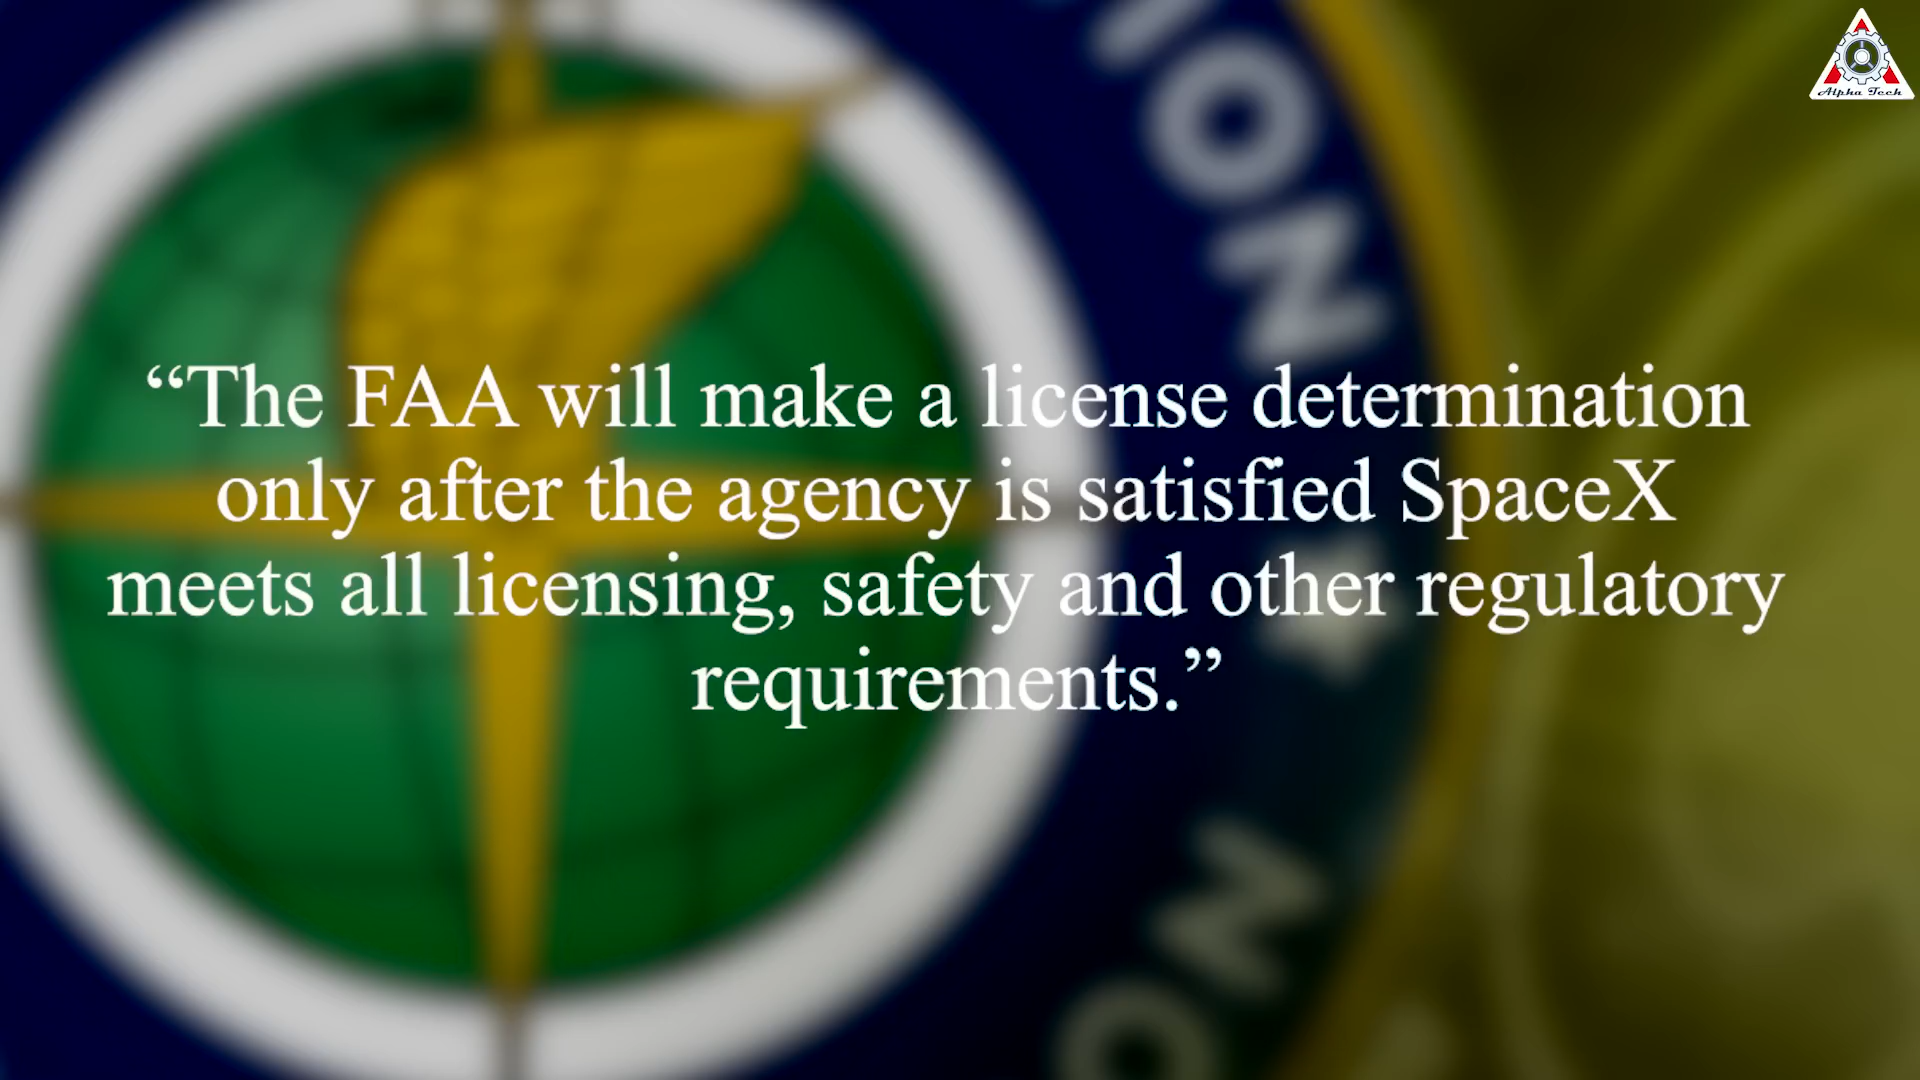 Alpha Tech
ION
“The FAA will make a license determination
only after the agency is satisfied SpaceX
meets all licensing, safety and other regulatory
requirements.”